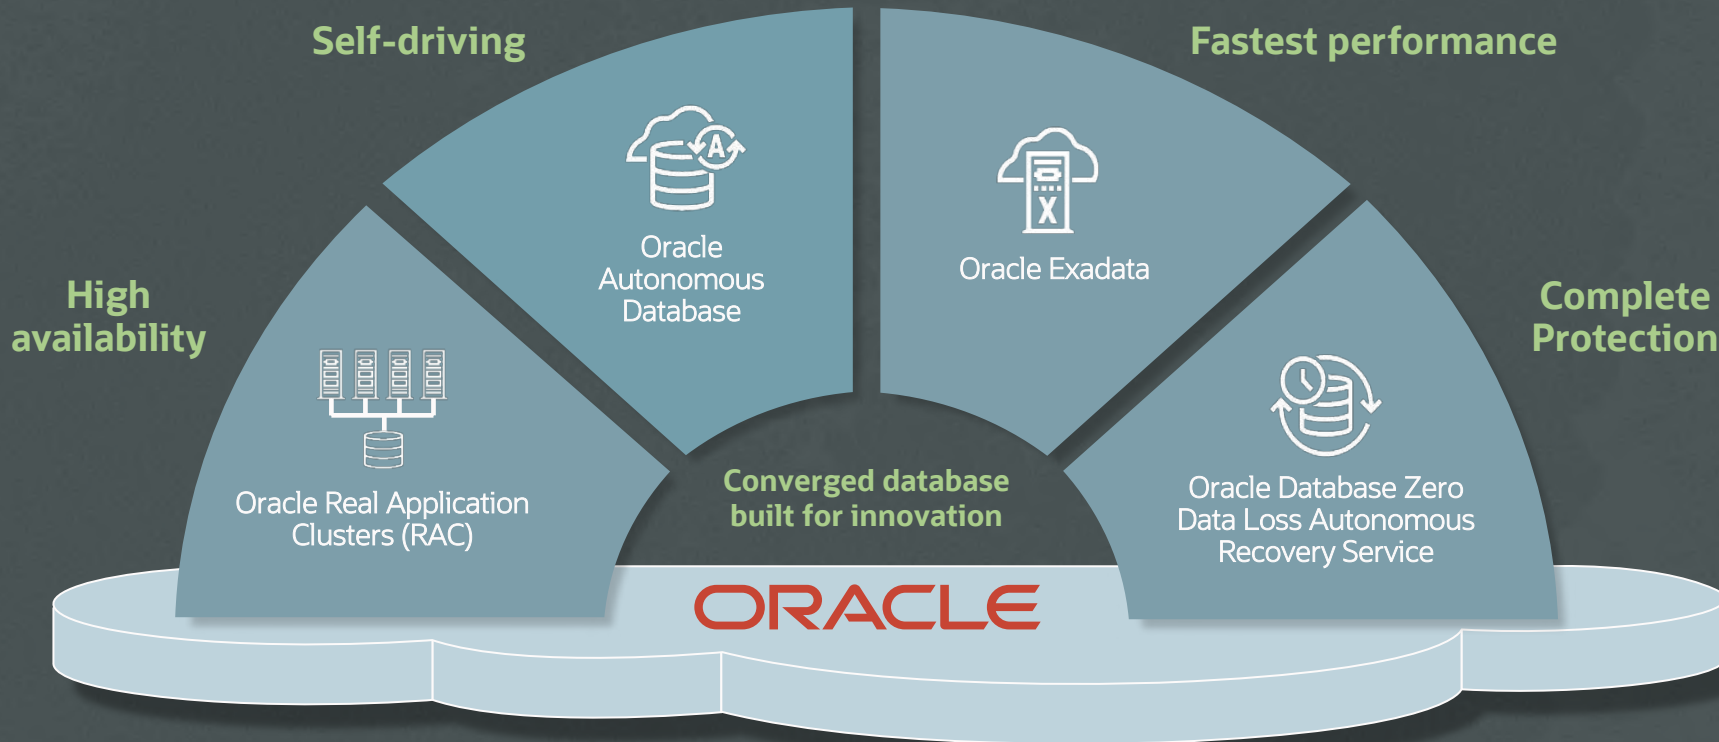 Self-driving
Fastest performance
High
availability
Complete
Protection
A
Oracle
Autonomous
Database
X
Oracle Exadata
Oracle Real Application
Clusters (RAC)
Converged database
built for innovation
Oracle Database Zero
Data Loss Autonomous
Recovery Service
ORACLE